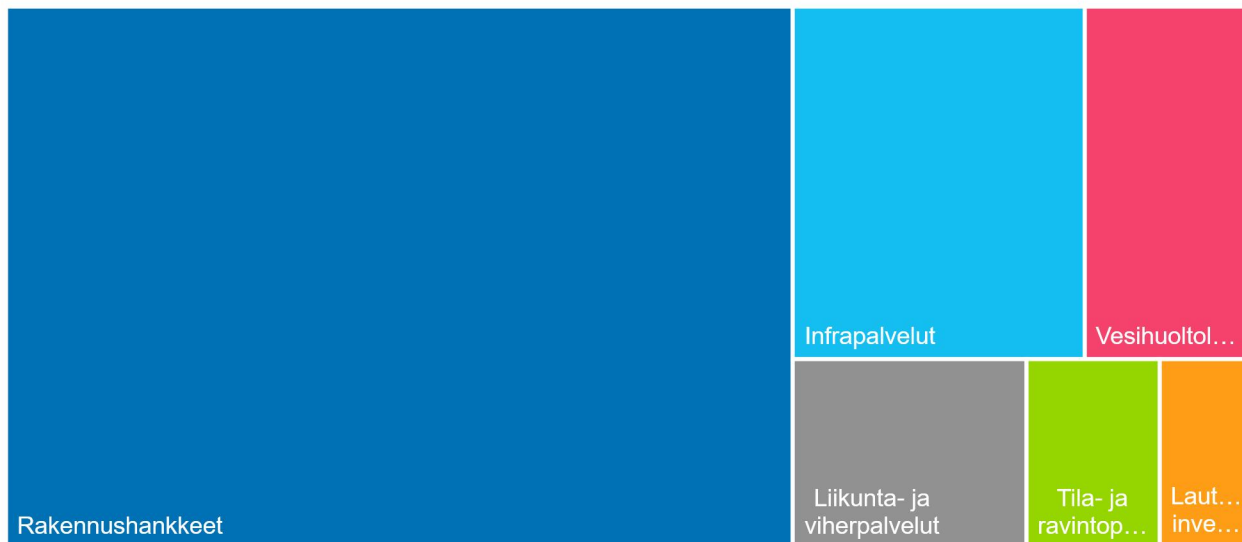 Rakennushankkeet
Infrapalvelut
Vesihuoltol…
Liikunta- ja
viherpalvelut
Tila- ja
ravintop…
Laut…
inve…